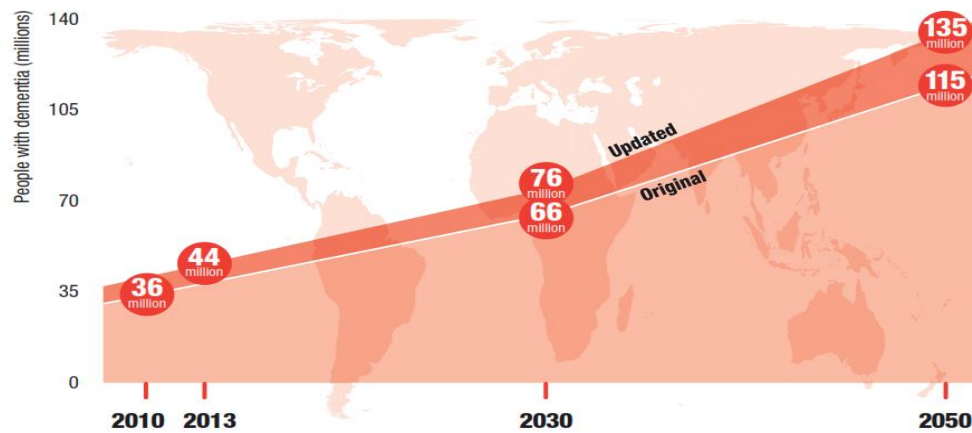 People with dementia (millions)
140
105
70
35
0
135
million
115
million
Updated
Original
76
million
66
million
44
million
36
million
2010 2013 2030 2050